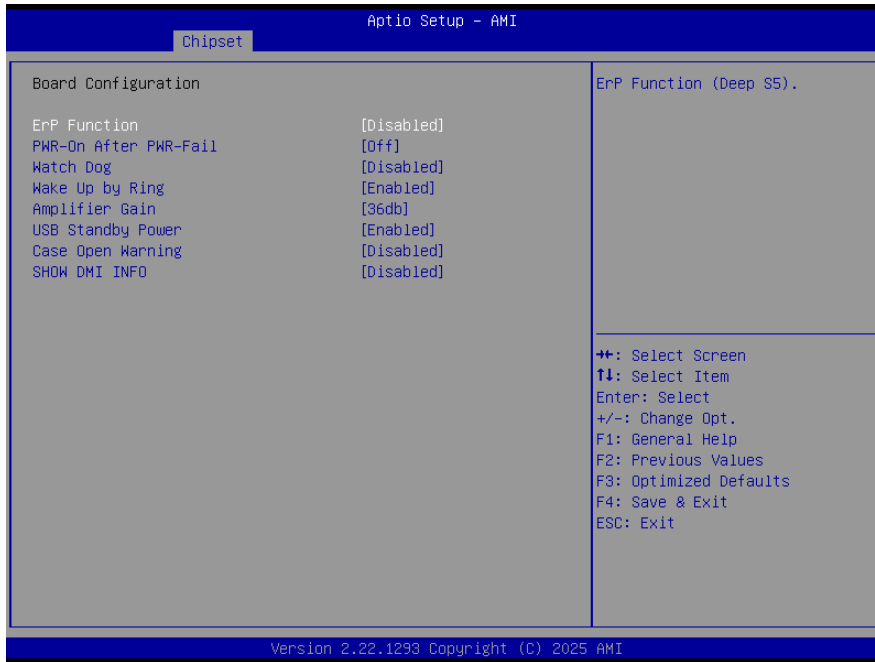 Aptio Setup – AMI
Chipset
Board Configuration
ErP Function [Disabled]
PWR-On After PWR-Fail [Off]
Watch Dog [Disabled]
Wake Up by Ring [Enabled]
Amplifier Gain [36db]
USB Standby Power [Enabled]
Case Open Warning [Disabled]
SHOW DMI INFO [Disabled]
ErP Function (Deep S5).
→←: Select Screen
↑↓: Select Item
Enter: Select
+/-: Change Opt.
F1: General Help
F2: Previous Values
F3: Optimized Defaults
F4: Save & Exit
ESC: Exit
Version 2.22.1293 Copyright (C) 2025 AMI